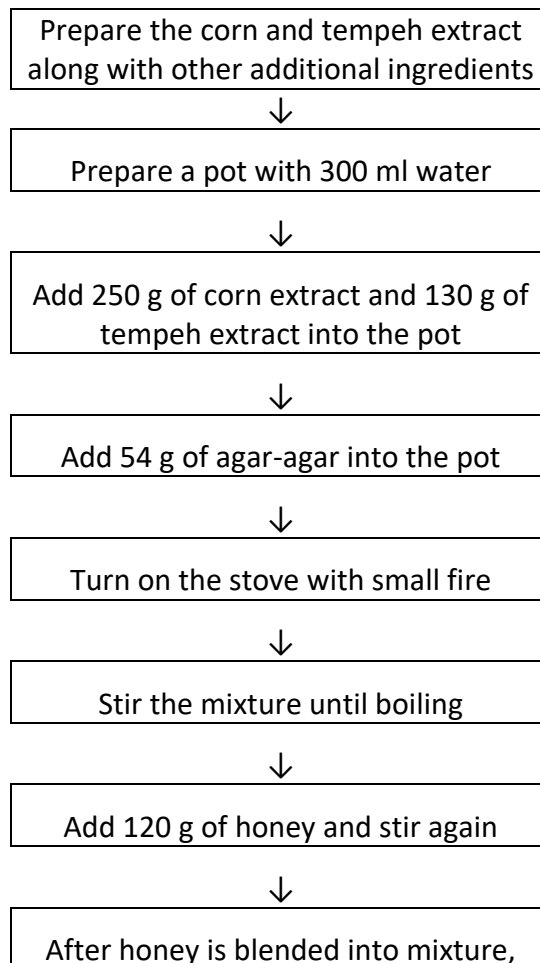 Prepare the corn and tempeh extract
along with other additional ingredients
↓
Prepare a pot with 300 ml water
↓
Add 250 g of corn extract and 130 g of
tempeh extract into the pot
↓
Add 54 g of agar-agar into the pot
↓
Turn on the stove with small fire
↓
Stir the mixture until boiling
↓
Add 120 g of honey and stir again
↓
After honey is blended into mixture,